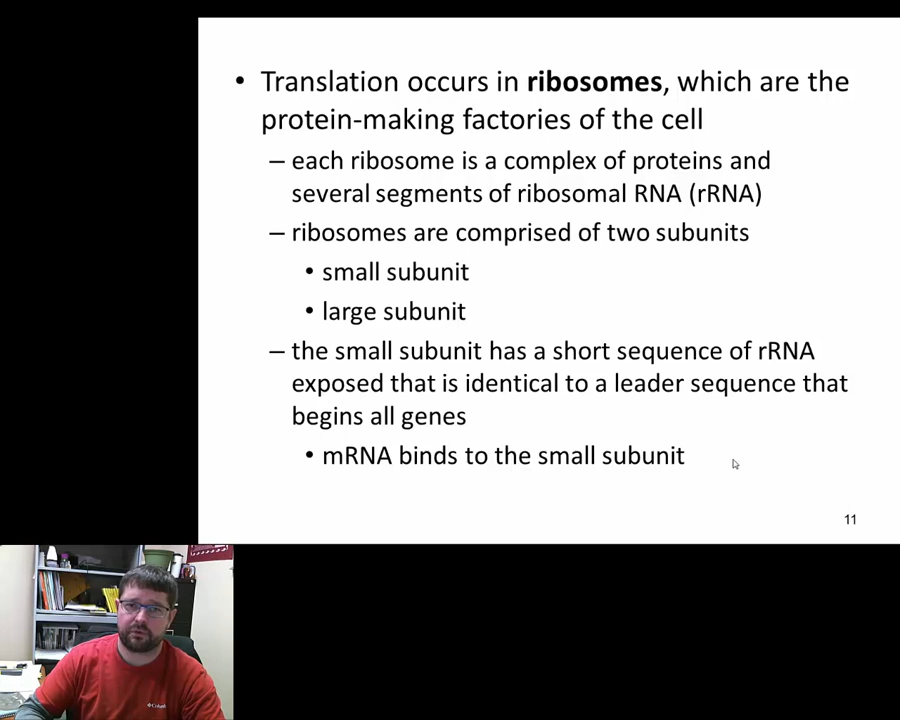 • Translation occurs in ribosomes, which are the
protein-making factories of the cell
– each ribosome is a complex of proteins and
several segments of ribosomal RNA (rRNA)
– ribosomes are comprised of two subunits
• small subunit
• large subunit
– the small subunit has a short sequence of rRNA
exposed that is identical to a leader sequence that
begins all genes
• mRNA binds to the small subunit
11
Columbia